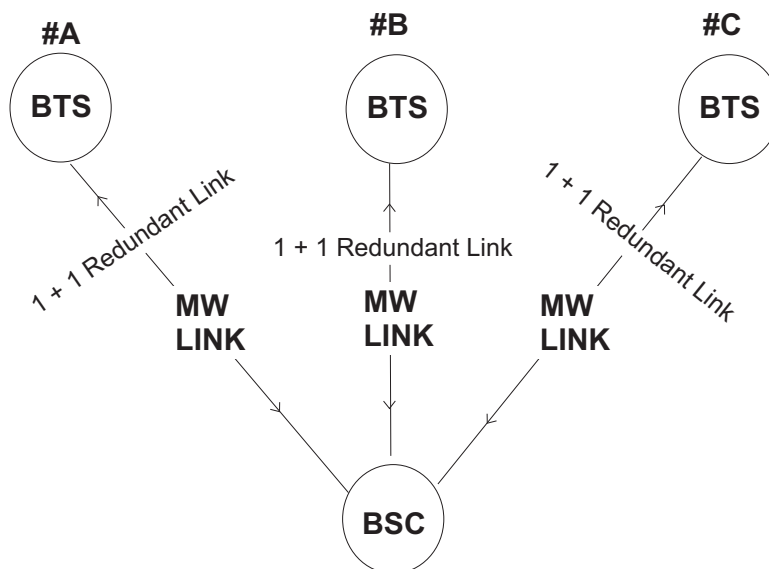 #A
#B
#C
BTS
BTS
BTS
1 + 1 Redundant Link
1 + 1 Redundant Link
1 + 1 Redundant Link
MW
LINK
MW
LINK
MW
LINK
BSC